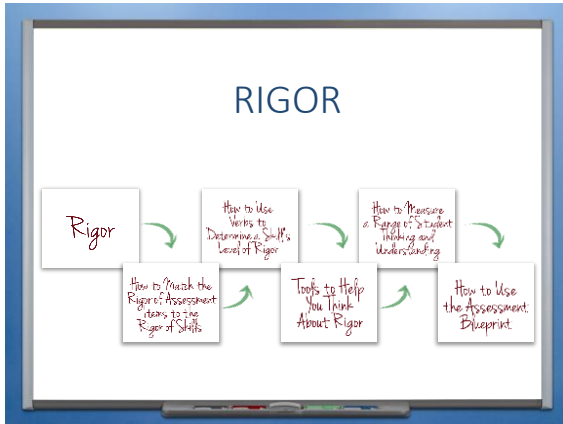 RIGOR
Rigor
How to Match the
Rigor of Assessment
items to the
Rigor of Skills
How to Use
Verbs to
Determine a Skill's
Level of Rigor
Tools to Help
You Think
About Rigor
How to Measure
a Range of Student
Thinking and
Understanding
How to Use
the Assessment
Blueprint